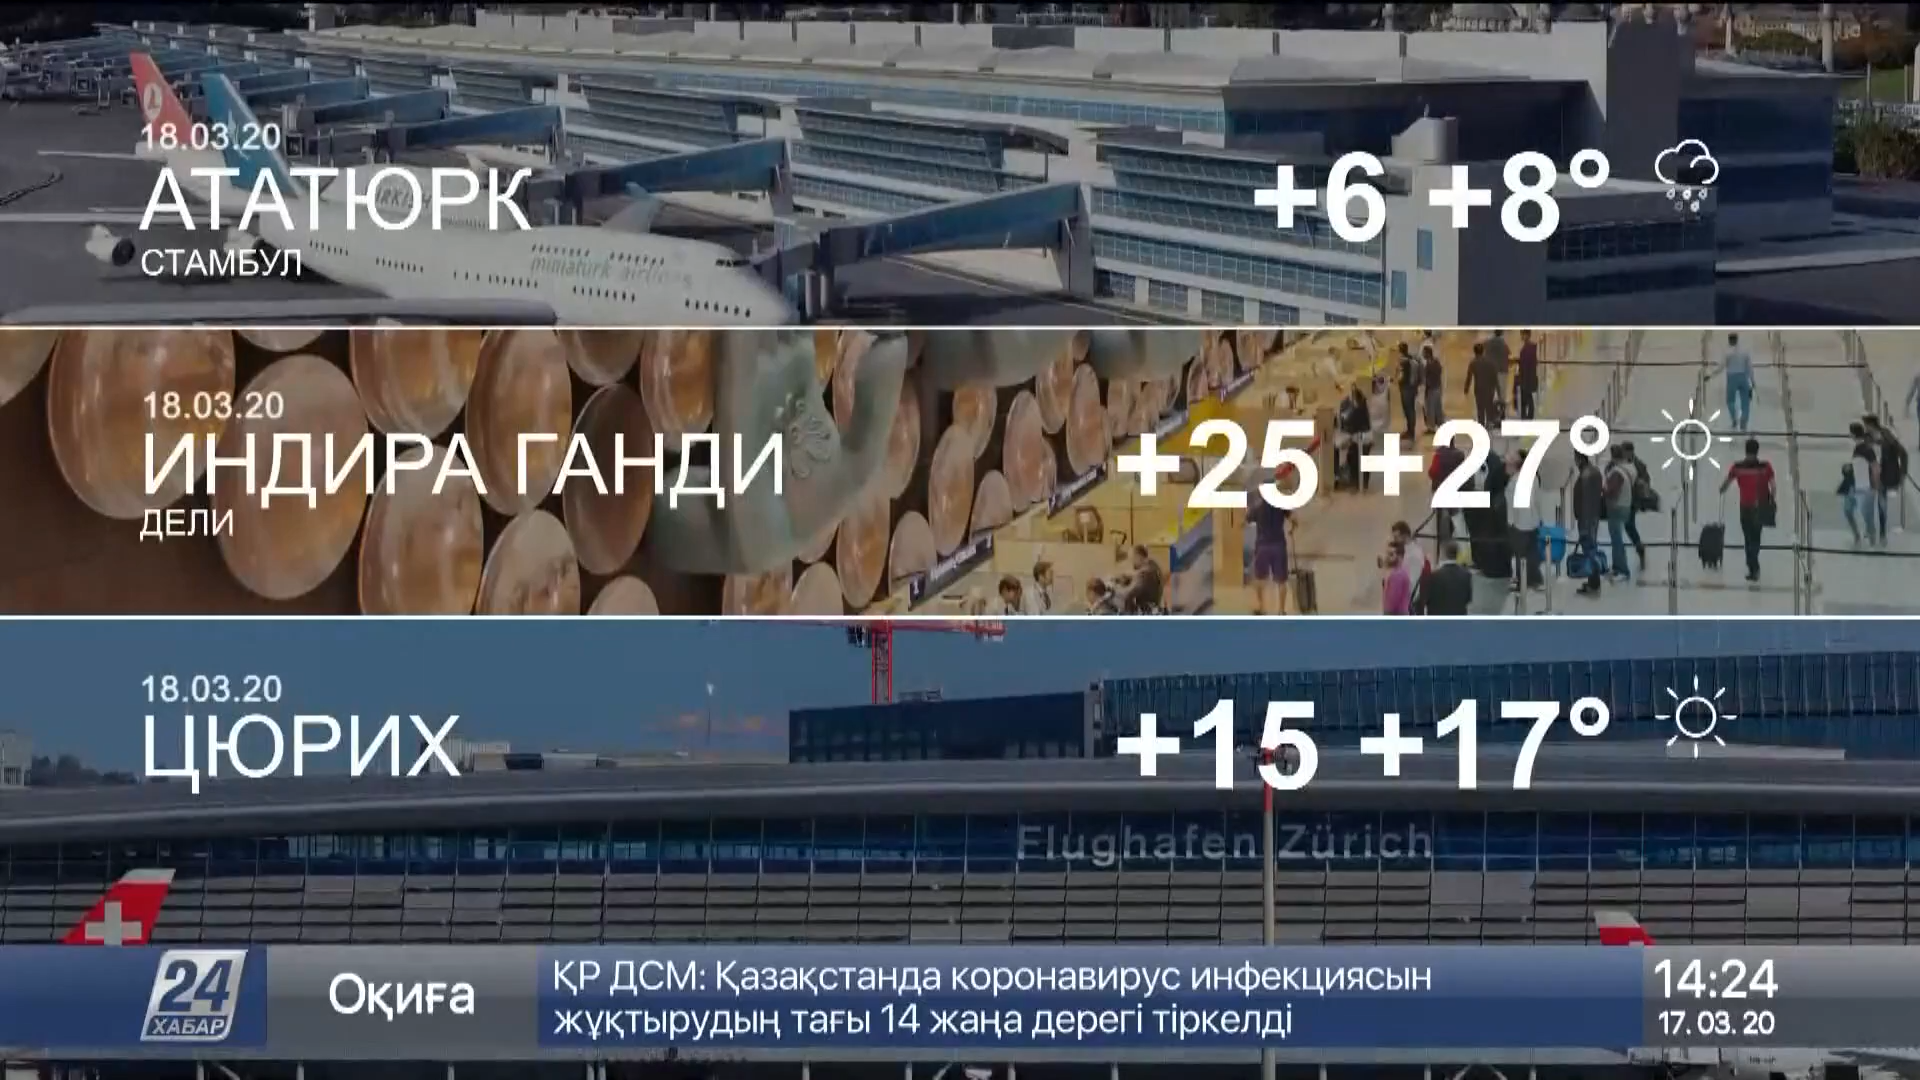 18.03.20
АТАТЮРК
СТАМБУЛ
+6 +8°
miniatürk airlines
18.03.20
ИНДИРА ГАНДИ
ДЕЛИ
+25 +27°
18.03.20
ЦЮРИХ
+15 +17°
Flughafen Zürich
24
ХАБАР
Оқиға
ҚР ДСМ: Қазақстанда коронавирус инфекциясын
жұқтырудың тағы 14 жаңа дерегі тіркелді
14:24
17.03.20